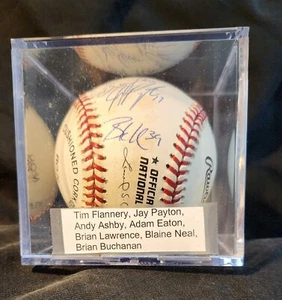 OFFICIAL
NATIONAL
Tim Flannery, Jay Payton,
Andy Ashby, Adam Eaton,
Brian Lawrence, Blaine Neal,
Brian Buchanan